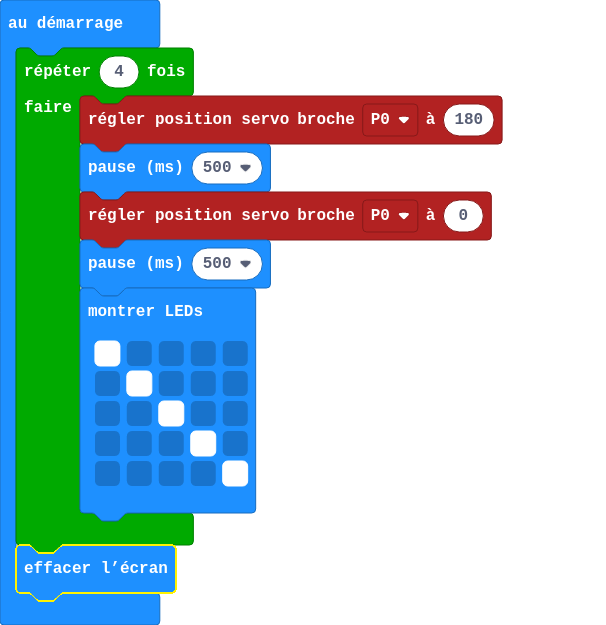 au démarrage
répéter 4 fois
faire
régler position servo broche P0 à 180
pause (ms) 500
régler position servo broche P0 à 0
pause (ms) 500
montrer LEDs
effacer l’écran